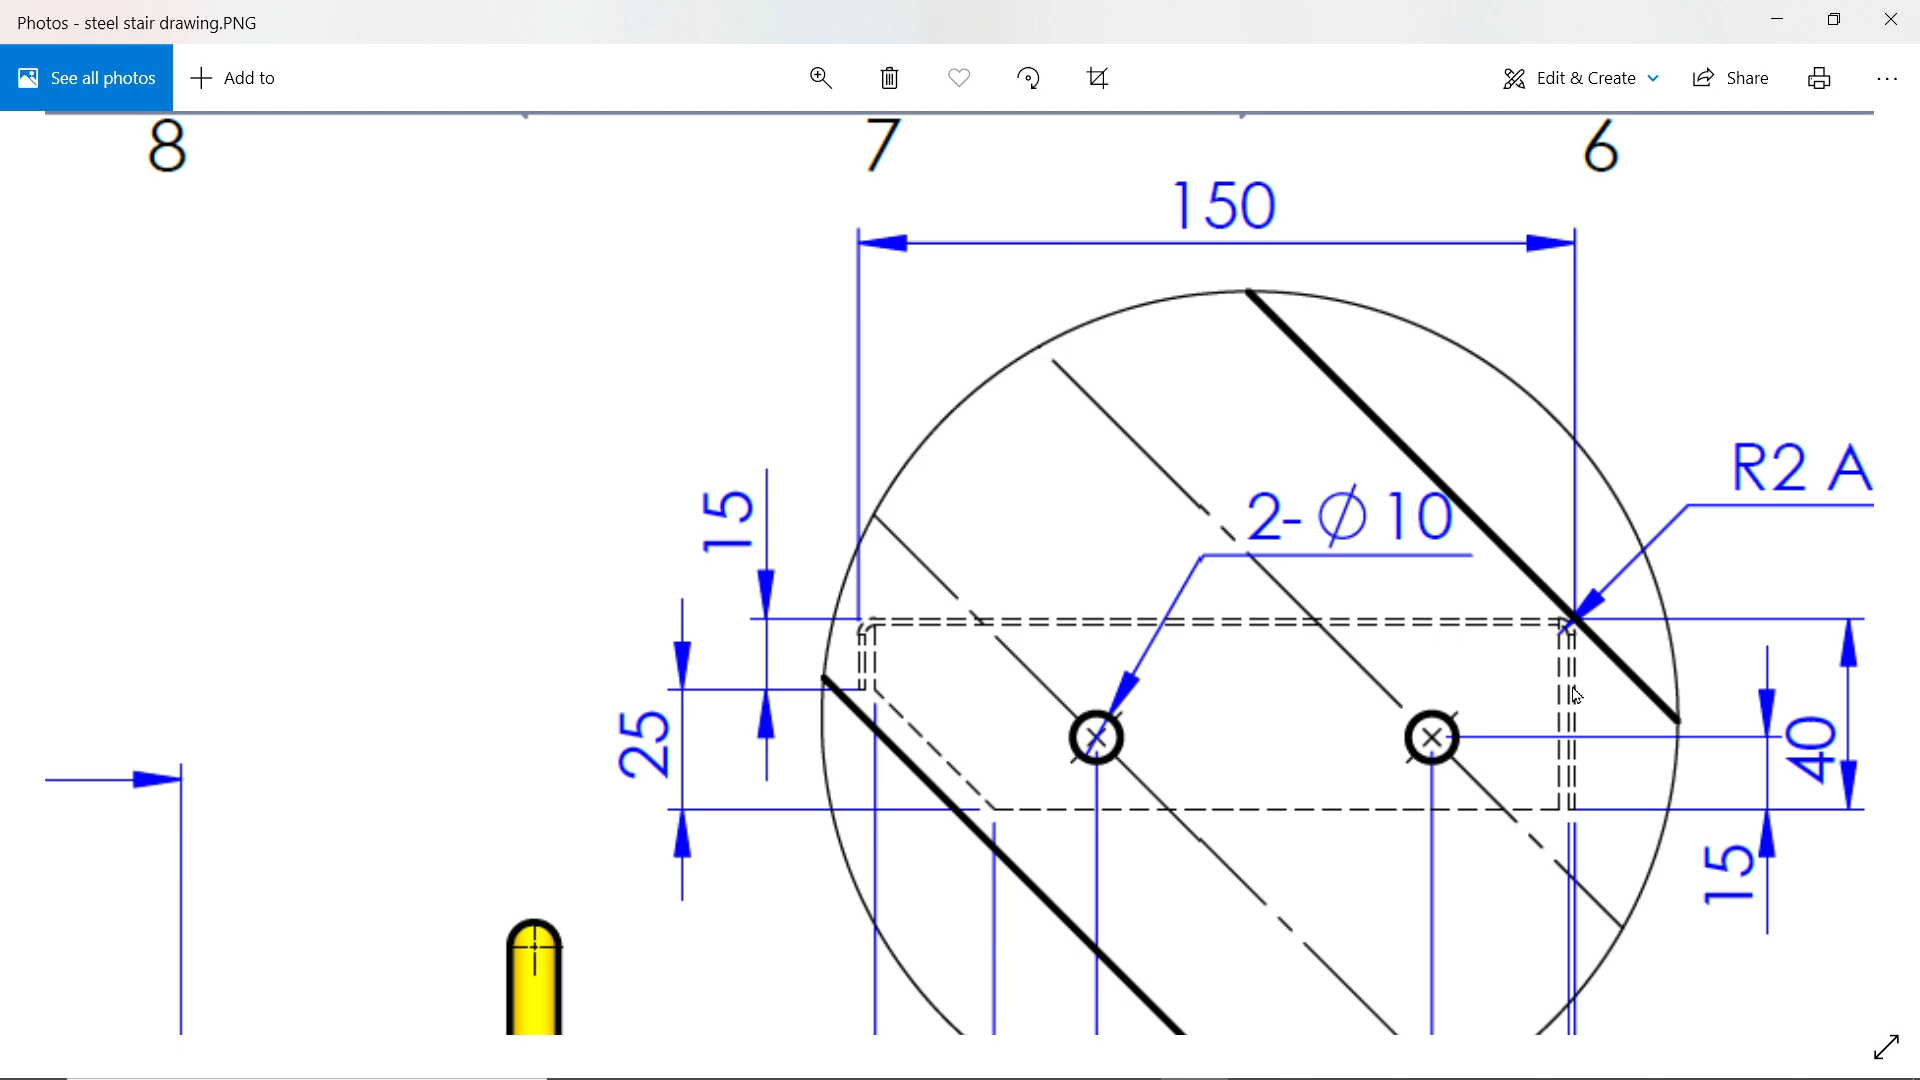 Photos - steel stair drawing.PNG
See all photos
Add to
Edit & Create
Share
8
7
6
150
R2 A
15
2-Ø10
25
40
15